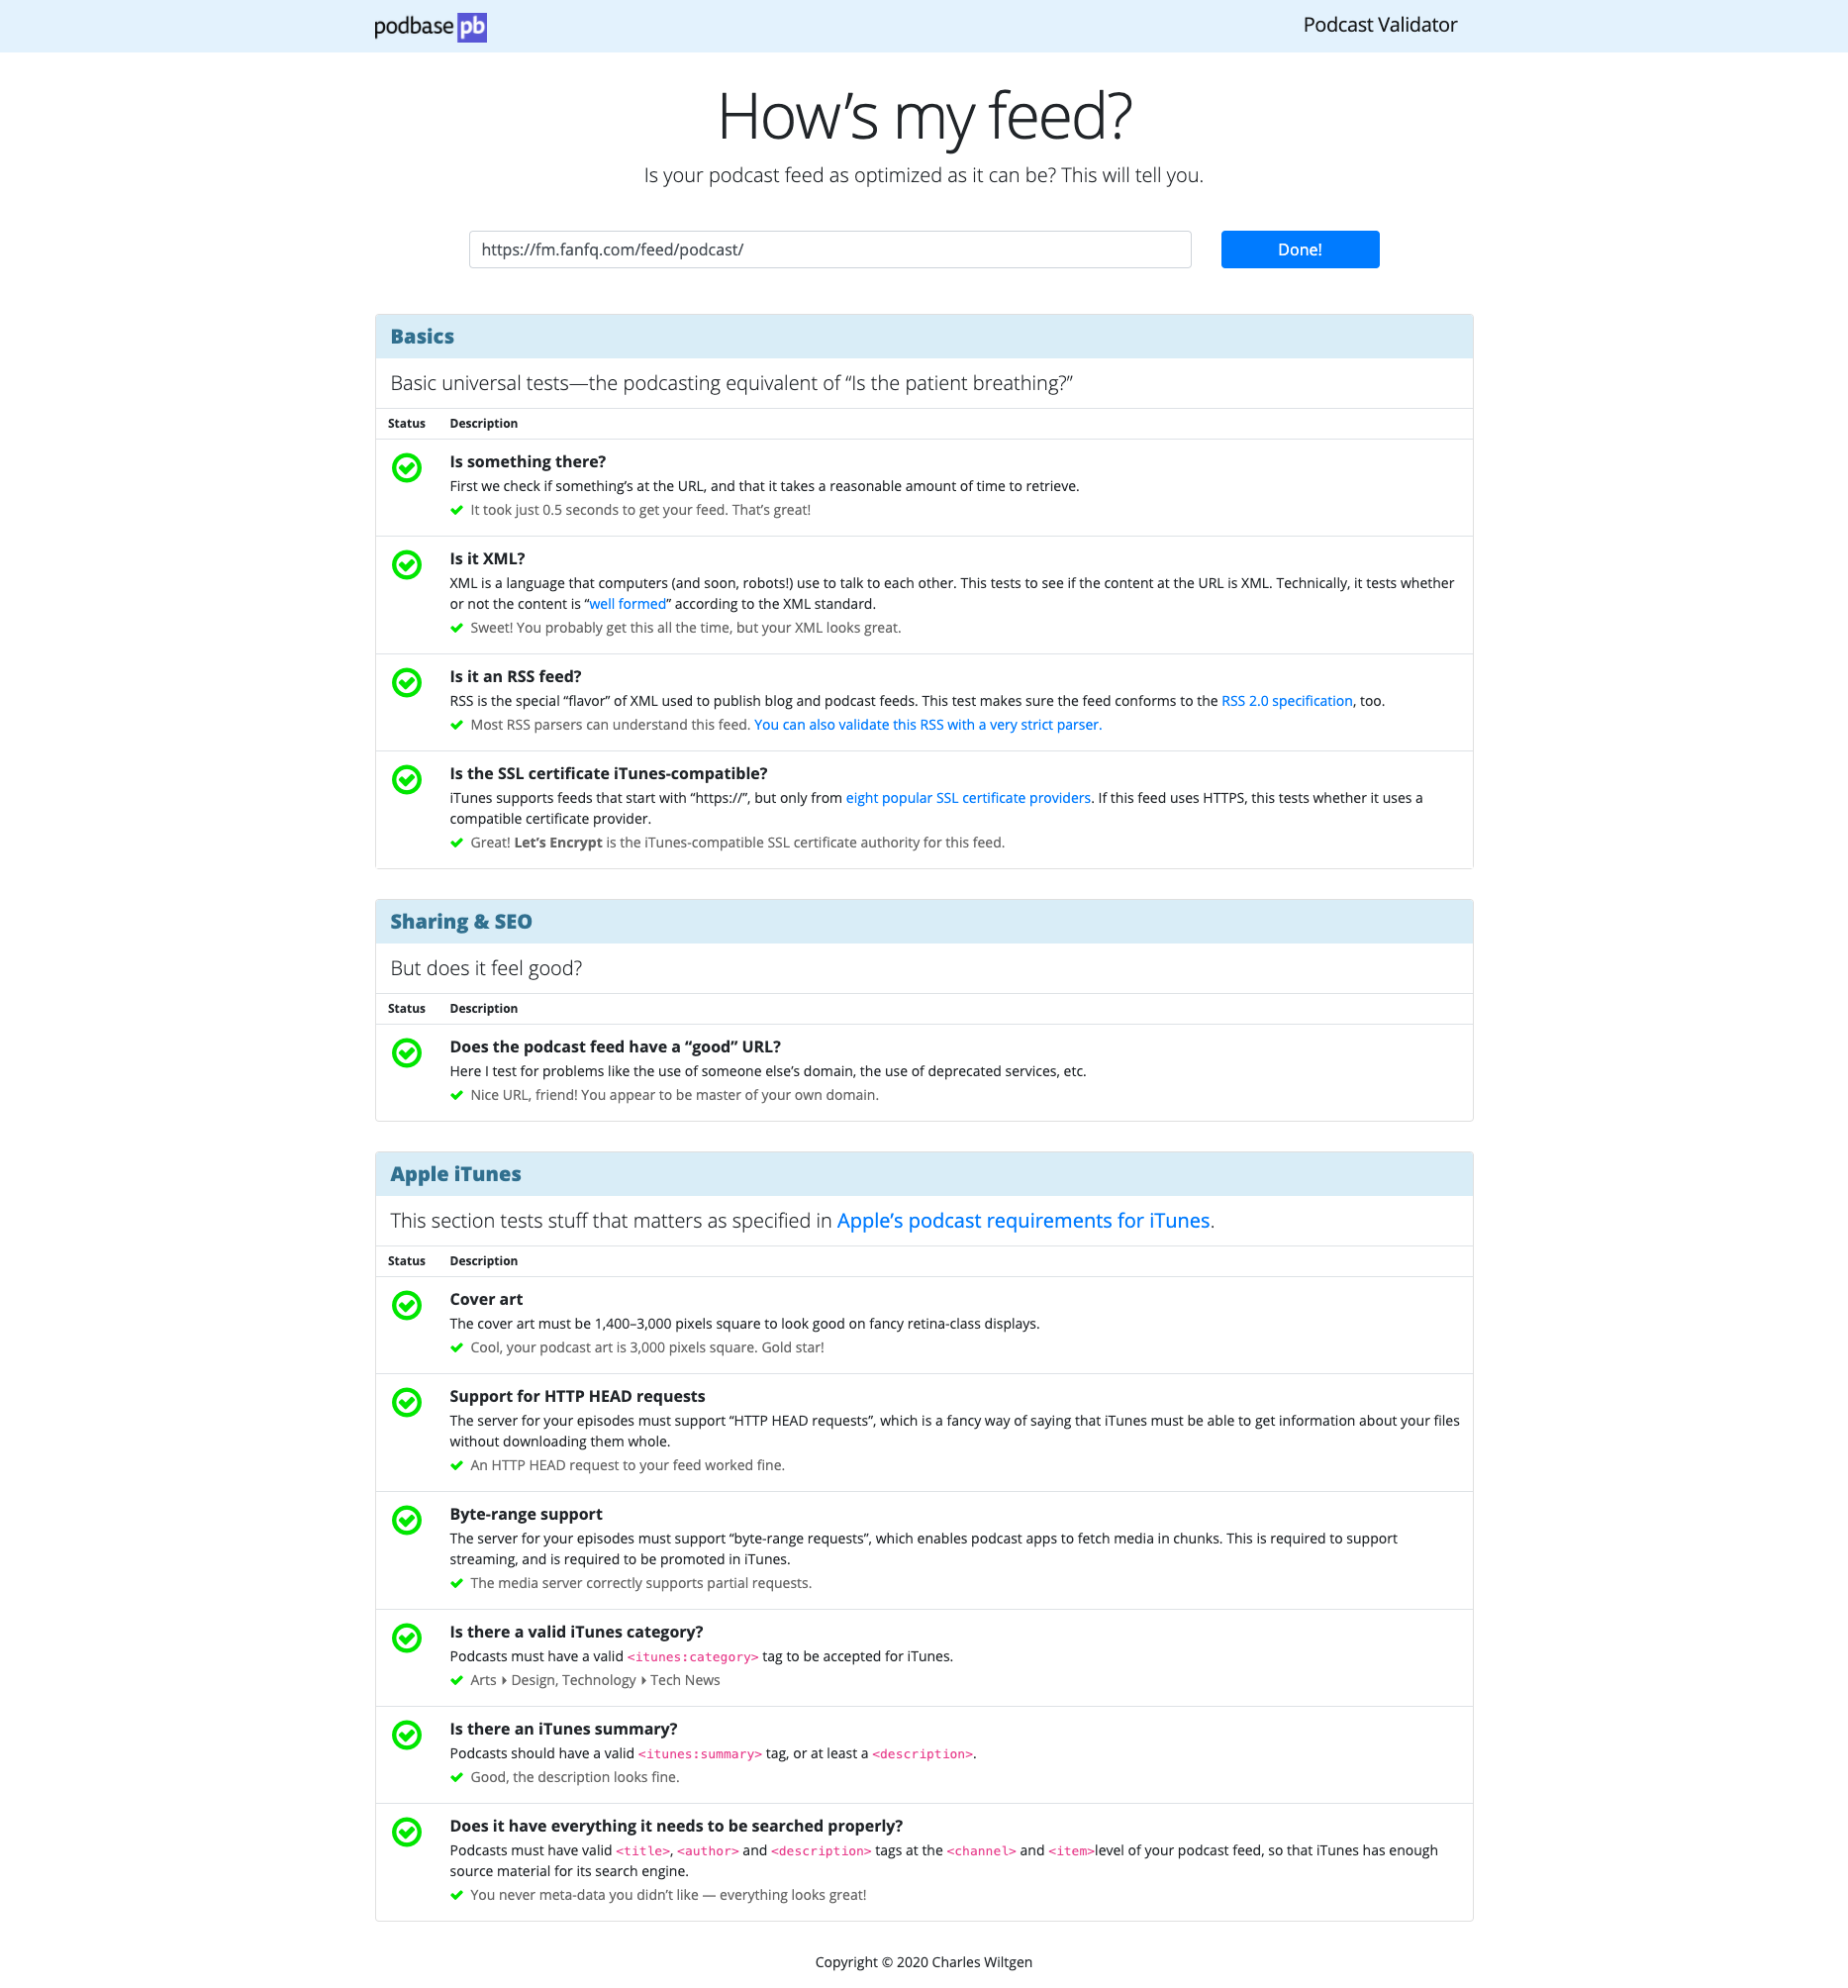 podbase pb
Podcast Validator
How’s my feed?
Is your podcast feed as optimized as it can be? This will tell you.
https://fm.fanfq.com/feed/podcast/
Done!
Basics
Basic universal tests—the podcasting equivalent of “Is the patient breathing?”
Status Description
Is something there?
First we check if something’s at the URL, and that it takes a reasonable amount of time to retrieve.
It took just 0.5 seconds to get your feed. That’s great!
Is it XML?
XML is a language that computers (and soon, robots!) use to talk to each other. This tests to see if the content at the URL is XML. Technically, it tests whether
or not the content is “well formed” according to the XML standard.
Sweet! You probably get this all the time, but your XML looks great.
Is it an RSS feed?
RSS is the special “flavor” of XML used to publish blog and podcast feeds. This test makes sure the feed conforms to the RSS 2.0 specification, too.
Most RSS parsers can understand this feed. You can also validate this RSS with a very strict parser.
Is the SSL certificate iTunes-compatible?
iTunes supports feeds that start with “https://”, but only from eight popular SSL certificate providers. If this feed uses HTTPS, this tests whether it uses a
compatible certificate provider.
Great! Let’s Encrypt is the iTunes-compatible SSL certificate authority for this feed.
Sharing & SEO
But does it feel good?
Status Description
Does the podcast feed have a “good” URL?
Here I test for problems like the use of someone else’s domain, the use of deprecated services, etc.
Nice URL, friend! You appear to be master of your own domain.
Apple iTunes
This section tests stuff that matters as specified in Apple’s podcast requirements for iTunes.
Status Description
Cover art
The cover art must be 1,400–3,000 pixels square to look good on fancy retina-class displays.
Cool, your podcast art is 3,000 pixels square. Gold star!
Support for HTTP HEAD requests
The server for your episodes must support “HTTP HEAD requests”, which is a fancy way of saying that iTunes must be able to get information about your files
without downloading them whole.
An HTTP HEAD request to your feed worked fine.
Byte-range support
The server for your episodes must support “byte-range requests”, which enables podcast apps to fetch media in chunks. This is required to support
streaming, and is required to be promoted in iTunes.
The media server correctly supports partial requests.
Is there a valid iTunes category?
Podcasts must have a valid <itunes:category> tag to be accepted for iTunes.
Arts ▸ Design, Technology ▸ Tech News
Is there an iTunes summary?
Podcasts should have a valid <itunes:summary> tag, or at least a <description>.
Good, the description looks fine.
Does it have everything it needs to be searched properly?
Podcasts must have valid <title>, <author> and <description> tags at the <channel> and <item>level of your podcast feed, so that iTunes has enough
source material for its search engine.
You never meta-data you didn’t like — everything looks great!
Copyright © 2020 Charles Wiltgen